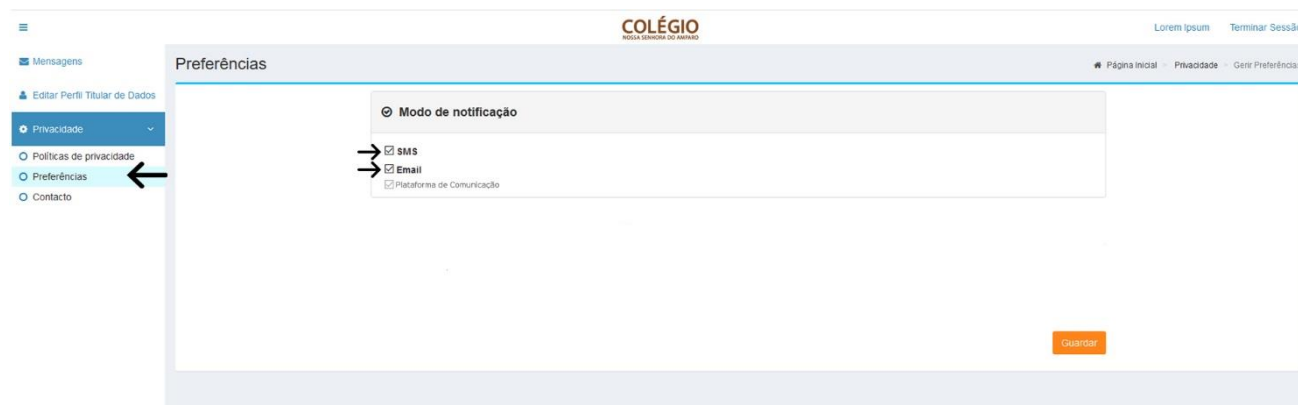 COLÉGIO
NOSSA SENHORA DO AMPARO
Lorem Ipsum Terminar Sessã
Mensagens
Editar Perfil Titular de Dados
Privacidade
Políticas de privacidade
Preferências
Contacto
Preferências
Página Inicial Privacidade Gerir Preferência
Modo de notificação
SMS
Email
Plataforma de Comunicação
Guardar